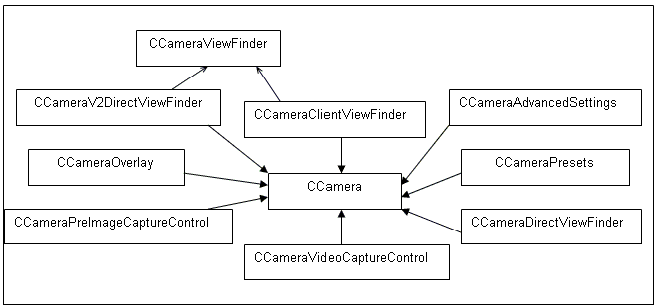 CCameraViewFinder
CCameraV2DirectViewFinder
CCameraClientViewFinder
CCameraAdvancedSettings
CCameraOverlay
CCameraPresets
CCamera
CCameraPreImageCaptureControl
CCameraDirectViewFinder
CCameraVideoCaptureControl